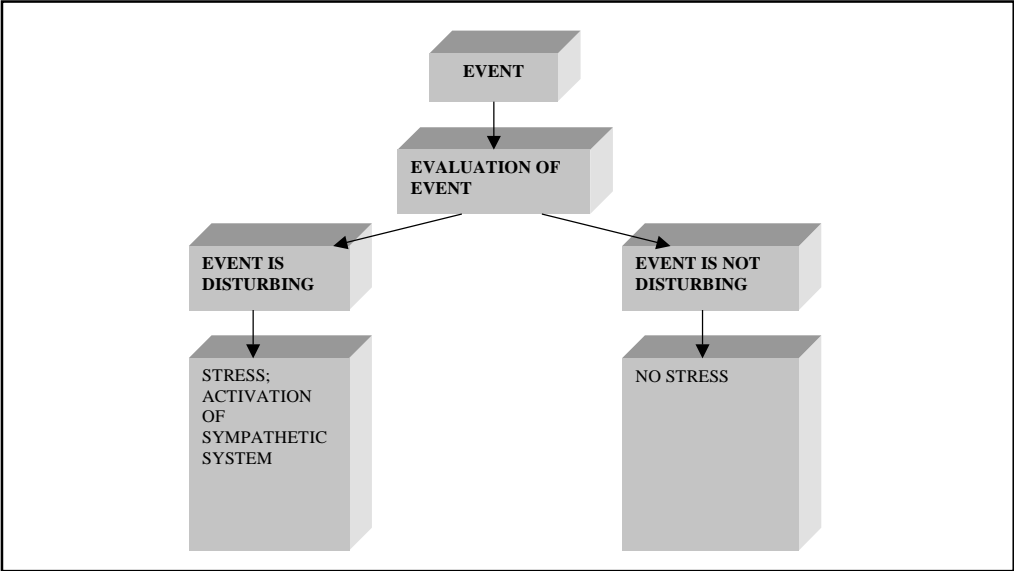 EVENT
EVALUATION OF
EVENT
EVENT IS
DISTURBING
EVENT IS NOT
DISTURBING
STRESS;
ACTIVATION
OF
SYMPATHETIC
SYSTEM
NO STRESS